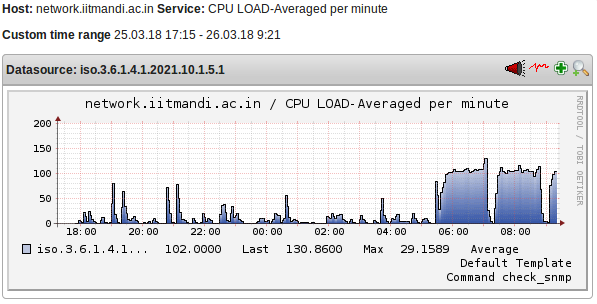 Host: network.iitmandi.ac.in Service: CPU LOAD-Averaged per minute
Custom time range 25.03.18 17:15 - 26.03.18 9:21
Datasource: iso.3.6.1.4.1.2021.10.1.5.1
network.iitmandi.ac.in / CPU LOAD-Averaged per minute
RRDTOOL / TOBI OETIKER
200
150
100
50
0
18:00 20:00 22:00 00:00 02:00 04:00 06:00 08:00
iso.3.6.1.4.1... 102.0000 Last 130.8600 Max 29.1589 Average
Default Template
Command check_snmp